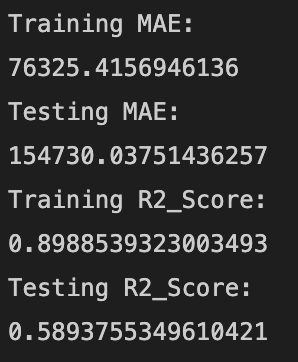 Training MAE:
76325.4156946136
Testing MAE:
154730.03751436257
Training R2_Score:
0.8988539323003493
Testing R2_Score:
0.5893755349610421